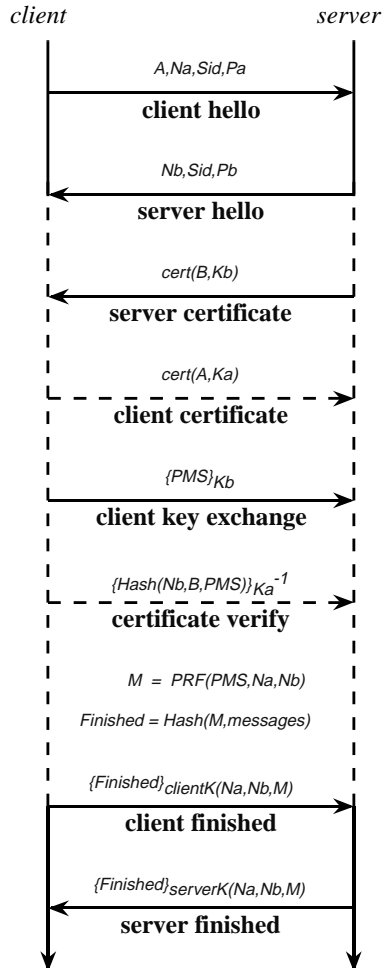 client server
A,Na,Sid,Pa
client hello
Nb,Sid,Pb
server hello
cert(B,Kb)
server certificate
cert(A,Ka)
client certificate
{PMS}Kb
client key exchange
{Hash(Nb,B,PMS)}Ka-1
certificate verify
M = PRF(PMS,Na,Nb)
Finished = Hash(M,messages)
{Finished}clientK(Na,Nb,M)
client finished
{Finished}serverK(Na,Nb,M)
server finished